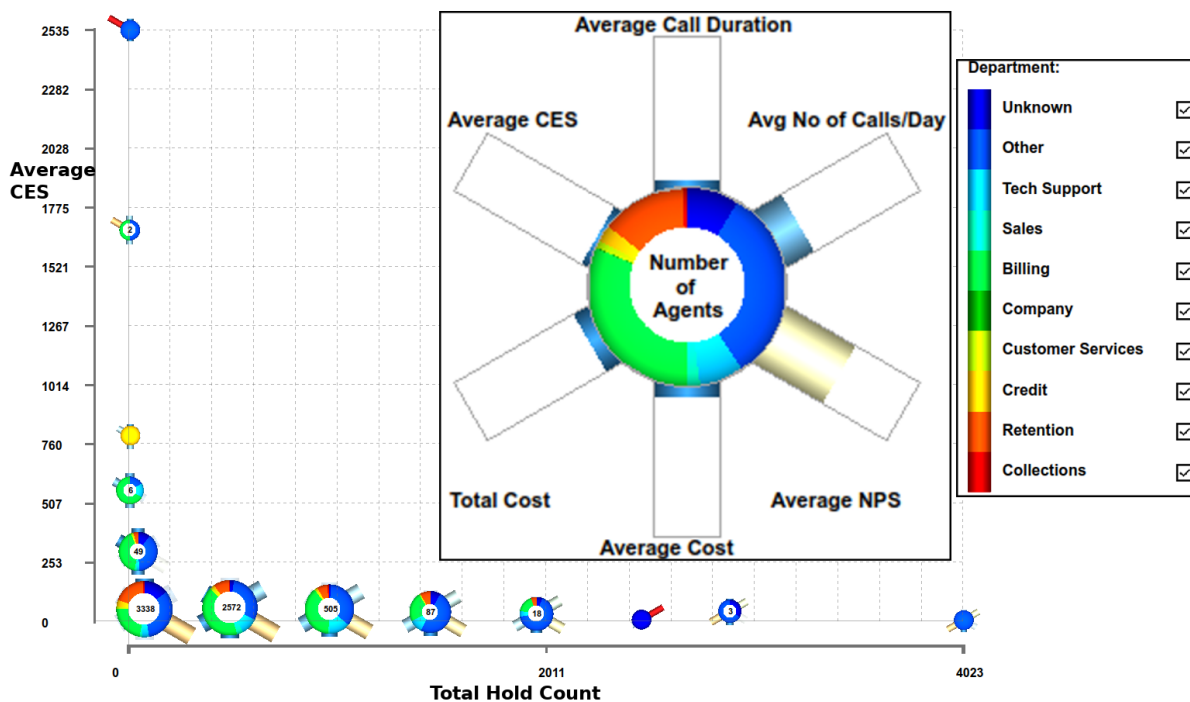 2535
2282
2028
Average
CES
1775
1521
1267
1014
760
507
253
0
0
2011
4023
Total Hold Count
2
6
49
3338
2572
505
87
18
3
Average Call Duration
Average CES
Avg No of Calls/Day
Number
of
Agents
Total Cost
Average NPS
Average Cost
Department:
Unknown
Other
Tech Support
Sales
Billing
Company
Customer Services
Credit
Retention
Collections